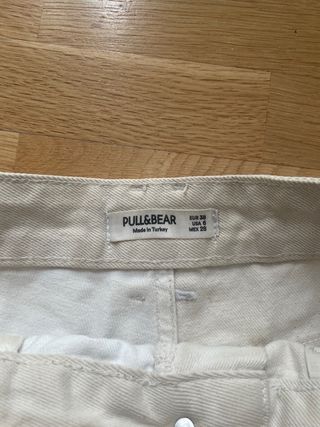 PULL&BEAR
Made in Turkey
EUR 38
USA 6
MEX 28